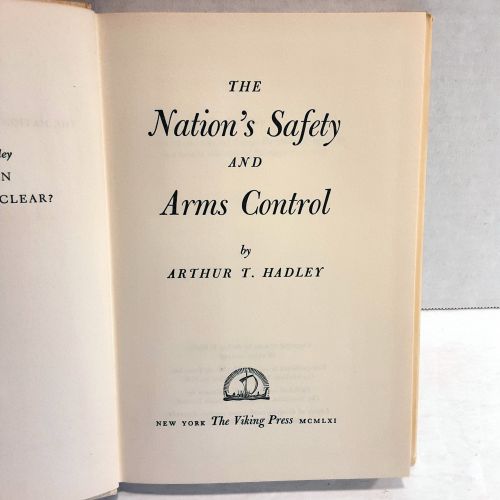 ley
N
CLEAR?
THE
Nation's Safety
AND
Arms Control
by
ARTHUR T. HADLEY
NEW YORK The Viking Press MCMLXI